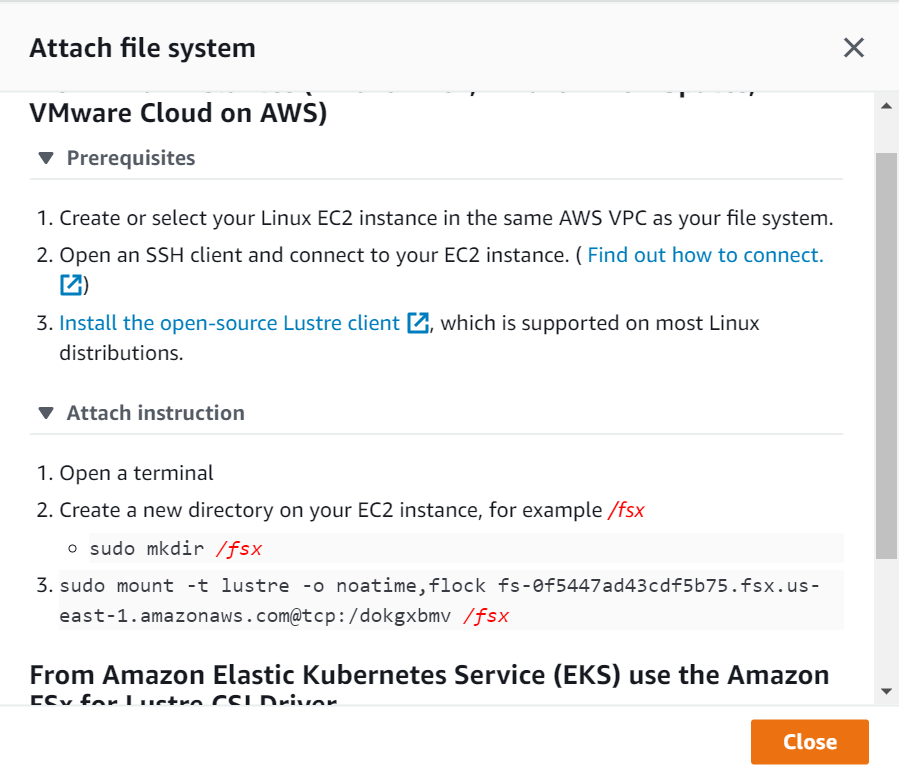 Attach file system
VMware Cloud on AWS)
Prerequisites
1. Create or select your Linux EC2 instance in the same AWS VPC as your file system.
2. Open an SSH client and connect to your EC2 instance. ( Find out how to connect.
)
3. Install the open-source Lustre client , which is supported on most Linux
distributions.
Attach instruction
1. Open a terminal
2. Create a new directory on your EC2 instance, for example /fsx
sudo mkdir /fsx
3. sudo mount -t lustre -o noatime,flock fs-0f5447ad43cdf5b75.fsx.us-
east-1.amazonaws.com@tcp:/dokgxbmv /fsx
From Amazon Elastic Kubernetes Service (EKS) use the Amazon
FSx for Lustre CSI Driver
Close